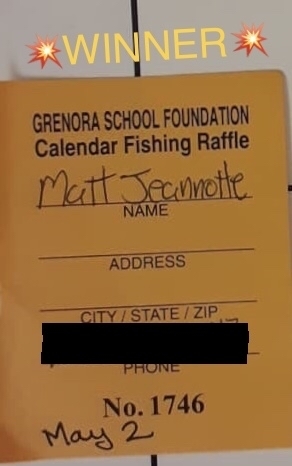 💥WINNER💥
GRENORA SCHOOL FOUNDATION
Calendar Fishing Raffle
Matt Jeannotte
NAME
ADDRESS
CITY / STATE / ZIP
PHONE
No. 1746
May 2